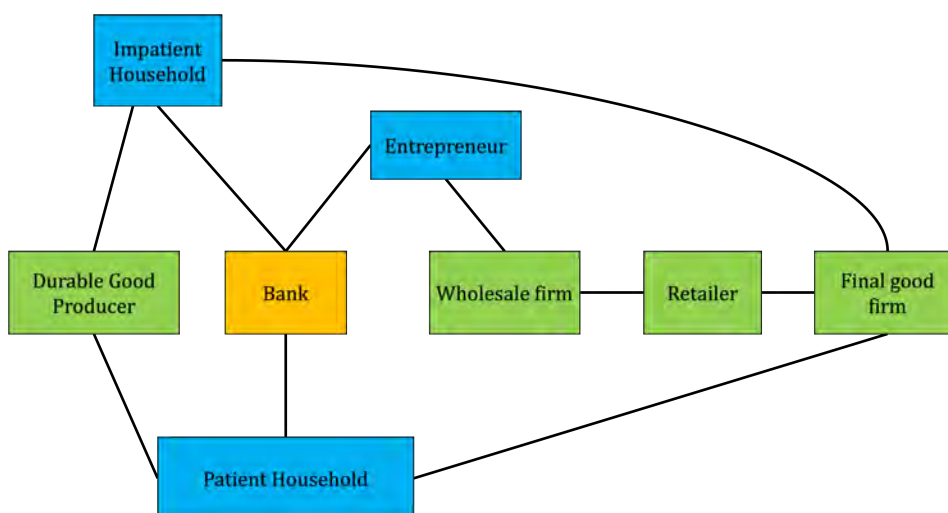 Impatient
Household
Entrepreneur
Durable Good
Producer
Bank
Wholesale firm
Retailer
Final good
firm
Patient Household